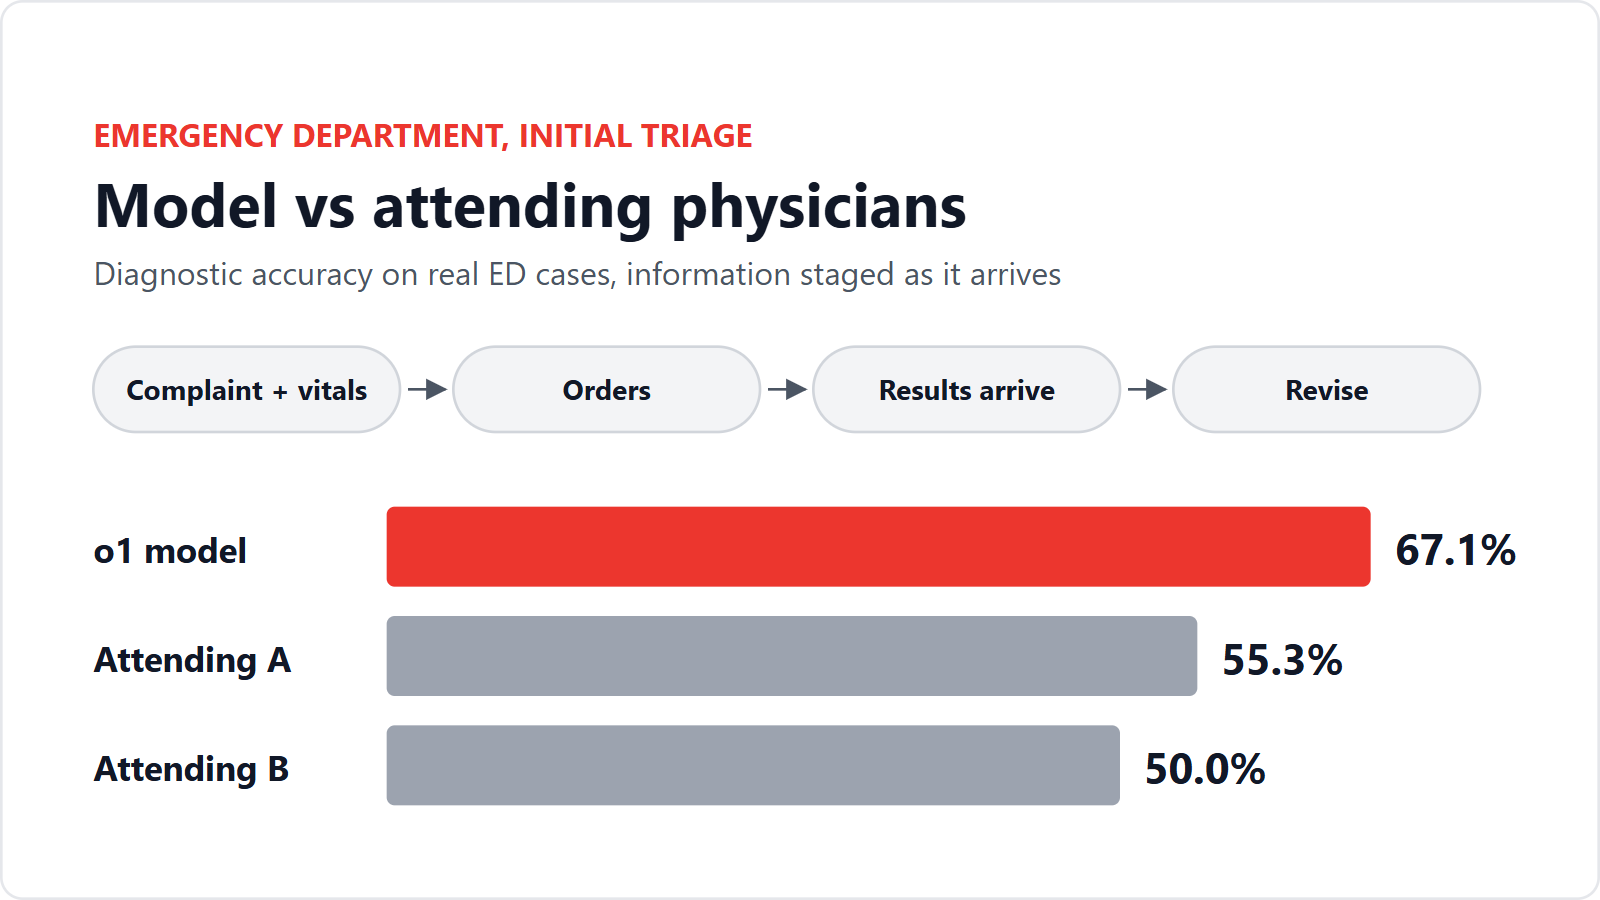 EMERGENCY DEPARTMENT, INITIAL TRIAGE
Model vs attending physicians
Diagnostic accuracy on real ED cases, information staged as it arrives
Complaint + vitals
Orders
Results arrive
Revise
o1 model
67.1%
Attending A
55.3%
Attending B
50.0%